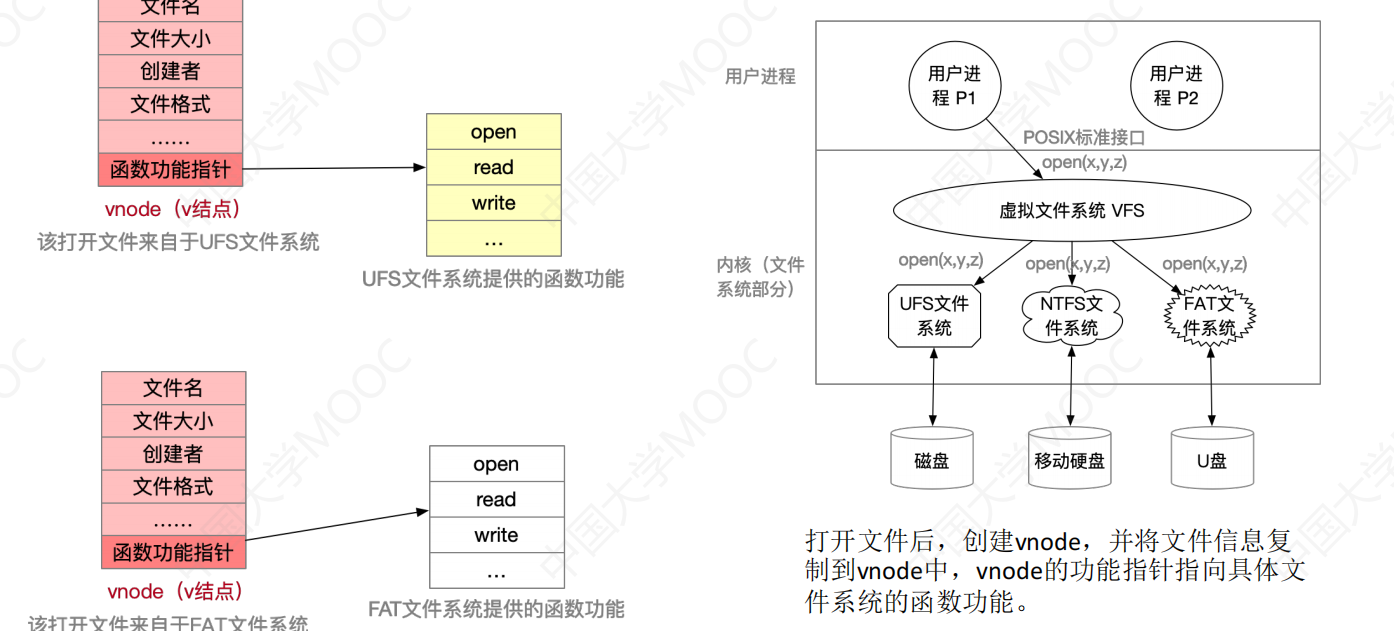 文件名
文件大小
创建者
文件格式
......
函数功能指针
vnode（v结点）
该打开文件来自于UFS文件系统
open
read
write
...
UFS文件系统提供的函数功能
文件名
文件大小
创建者
文件格式
......
函数功能指针
vnode（v结点）
该打开文件来自于FAT文件系统
open
read
write
...
FAT文件系统提供的函数功能
用户进程
用户进
程 P1
用户进
程 P2
POSIX标准接口
open(x,y,z)
虚拟文件系统 VFS
内核（文件
系统部分）
open(x,y,z)
open(x,y,z)
open(x,y,z)
UFS文件
系统
NTFS文
件系统
FAT文
件系统
磁盘
移动硬盘
U盘
打开文件后，创建vnode，并将文件信息复
制到vnode中，vnode的功能指针指向具体文
件系统的函数功能。
中国大学MOOC